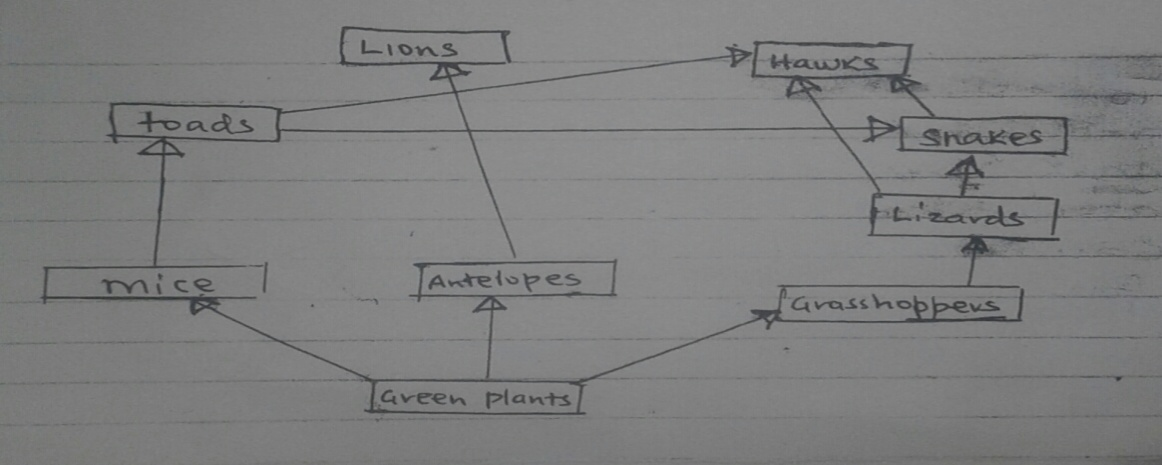 Lions
Hawks
toads
Snakes
Lizards
mice
Antelopes
Grasshoppers
Green plants